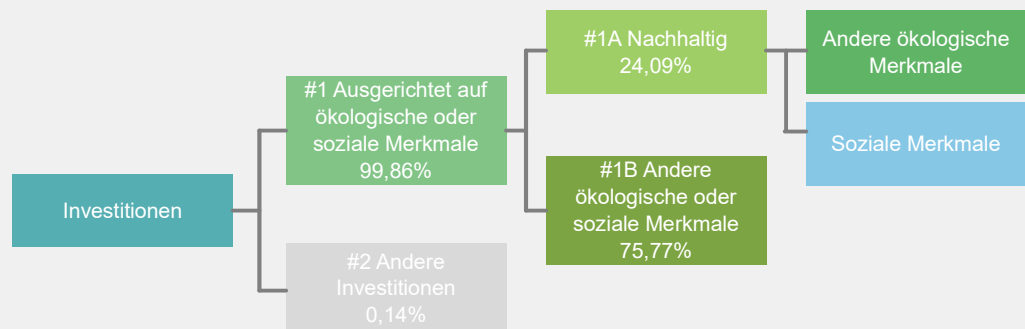 Investitionen
#1 Ausgerichtet auf
ökologische oder
soziale Merkmale
99,86%
#2 Andere
Investitionen
0,14%
#1A Nachhaltig
24,09%
#1B Andere
ökologische oder
soziale Merkmale
75,77%
Andere ökologische
Merkmale
Soziale Merkmale